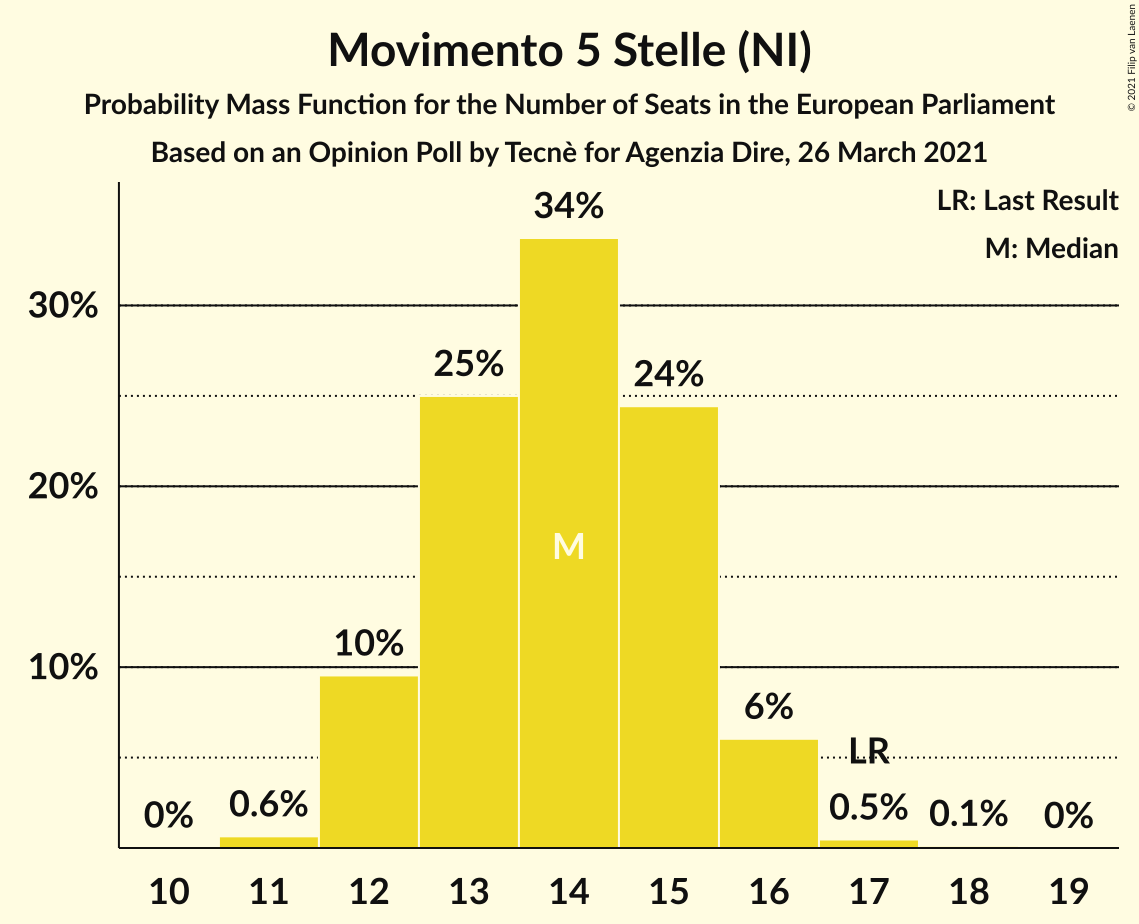 Movimento 5 Stelle (NI)
Probability Mass Function for the Number of Seats in the European Parliament
Based on an Opinion Poll by Tecnè for Agenzia Dire, 26 March 2021
© 2021 Filip van Laenen
LR: Last Result
M: Median
30%
20%
10%
0%
0.6%
10%
25%
34%
M
24%
6%
LR
0.5%
0.1%
0%
10 11 12 13 14 15 16 17 18 19